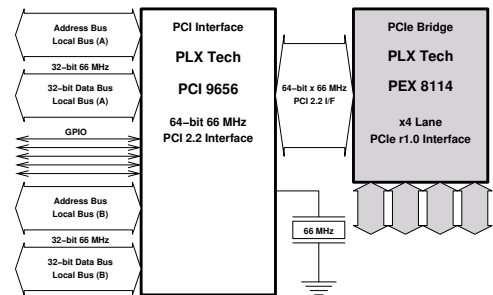 Address Bus
Local Bus (A)
32-bit 66 MHz
32-bit Data Bus
Local Bus (A)
GPIO
Address Bus
Local Bus (B)
32-bit 66 MHz
32-bit Data Bus
Local Bus (B)
PCI Interface
PLX Tech
PCI 9656
64-bit 66 MHz
PCI 2.2 Interface
64-bit x 66 MHz
PCI 2.2 I/F
66 MHz
PCIe Bridge
PLX Tech
PEX 8114
x4 Lane
PCIe r1.0 Interface